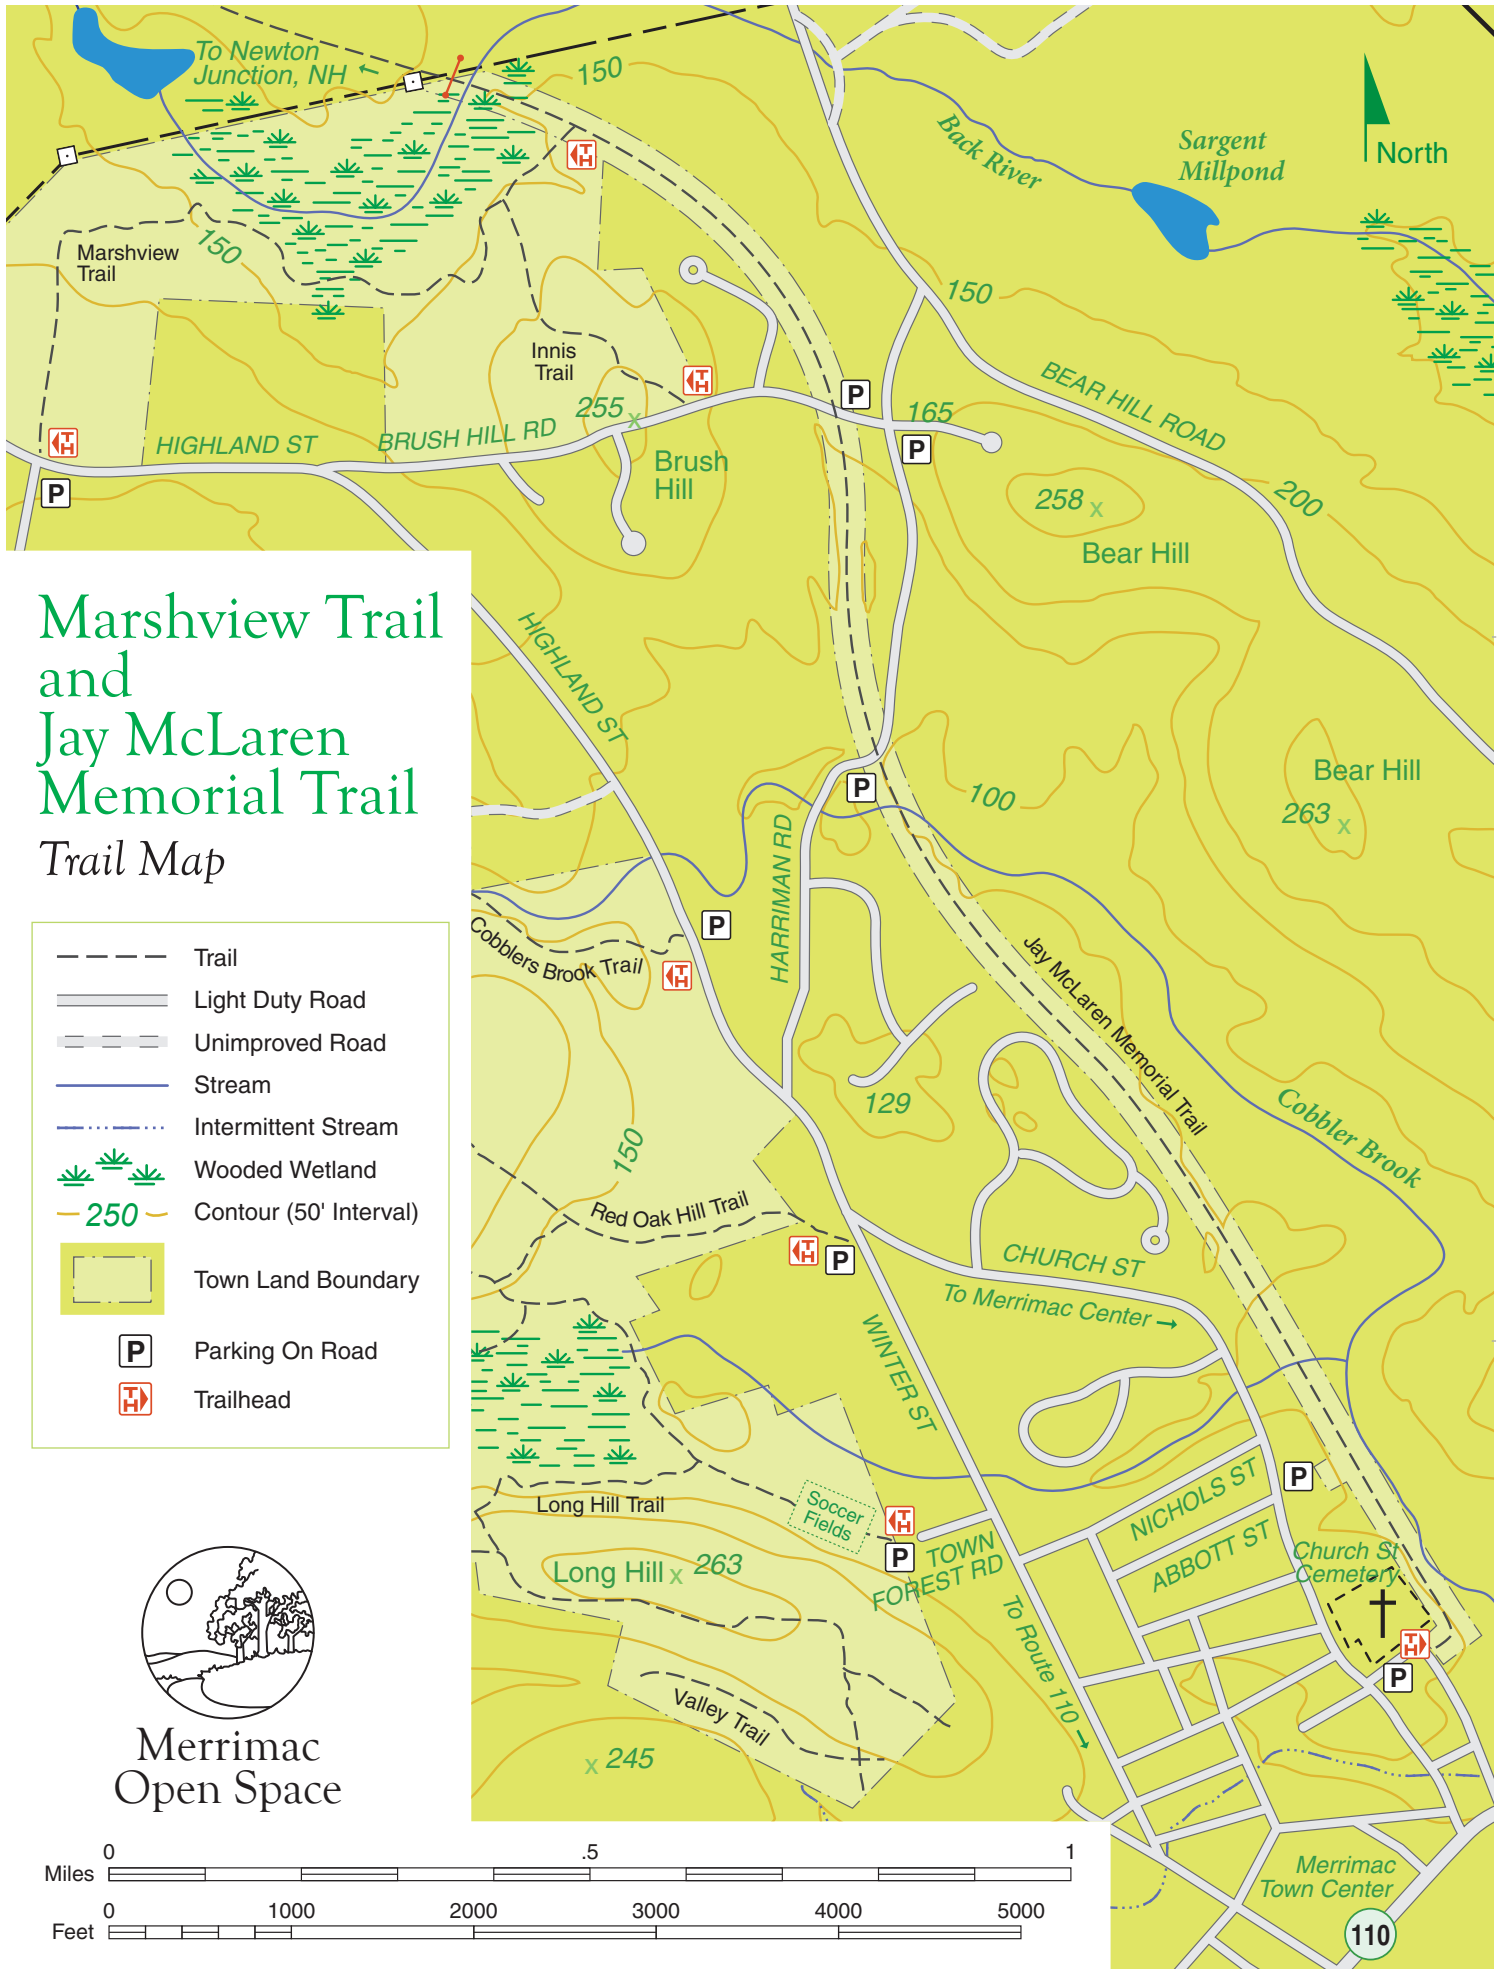 To Newton
Junction, NH
150
Back River
Sargent
Millpond
North
Marshview
Trail
150
150
Innis
Trail
255
165
BEAR HILL ROAD
HIGHLAND ST
BRUSH HILL RD
Brush
Hill
P
P
P
258 x
200
Bear Hill
Marshview Trail
and
Jay McLaren
Memorial Trail
Trail Map
HIGHLAND ST
Bear Hill
263 x
100
P
HARRIMAN RD
P
Cobblers Brook Trail
Jay McLaren Memorial Trail
129
Cobbler Brook
150
Red Oak Hill Trail
P
CHURCH ST
To Merrimac Center
WINTER ST
Trail
Light Duty Road
Unimproved Road
Stream
Intermittent Stream
Wooded Wetland
250 Contour (50' Interval)
Town Land Boundary
P Parking On Road
TH Trailhead
Long Hill Trail
Soccer
Fields
Long Hill x 263
P
TOWN
FOREST RD
NICHOLS ST
ABBOTT ST
P
Church St
Cemetery
TH
P
To Route 110
Valley Trail
x 245
Merrimac
Open Space
Merrimac
Town Center
110
0 .5 1
Miles
0 1000 2000 3000 4000 5000
Feet